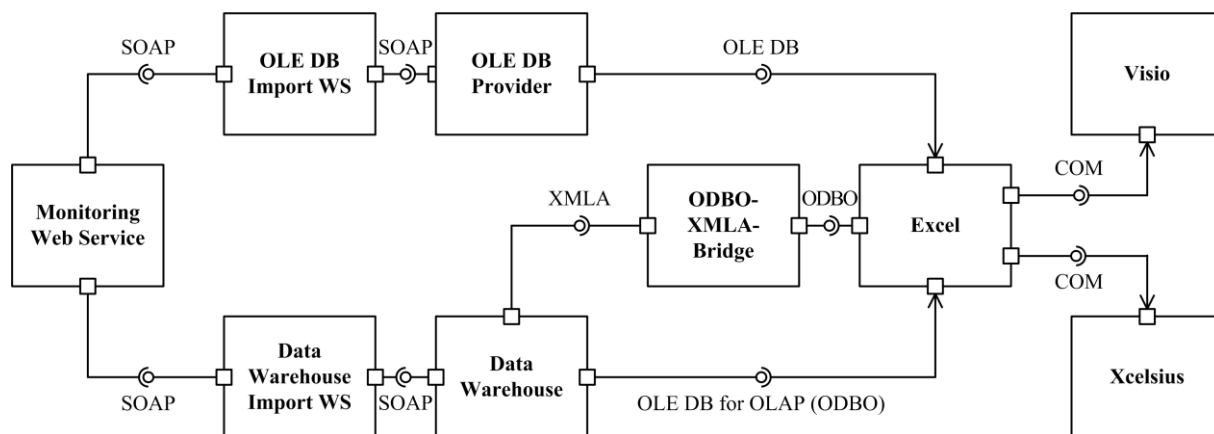 SOAP
OLE DB
Import WS
SOAP
OLE DB
Provider
OLE DB
Visio
Monitoring
Web Service
XMLA
ODBO-
XMLA-
Bridge
ODBO
Excel
COM
COM
SOAP
Data
Warehouse
Import WS
SOAP
Data
Warehouse
OLE DB for OLAP (ODBO)
Xcelsius